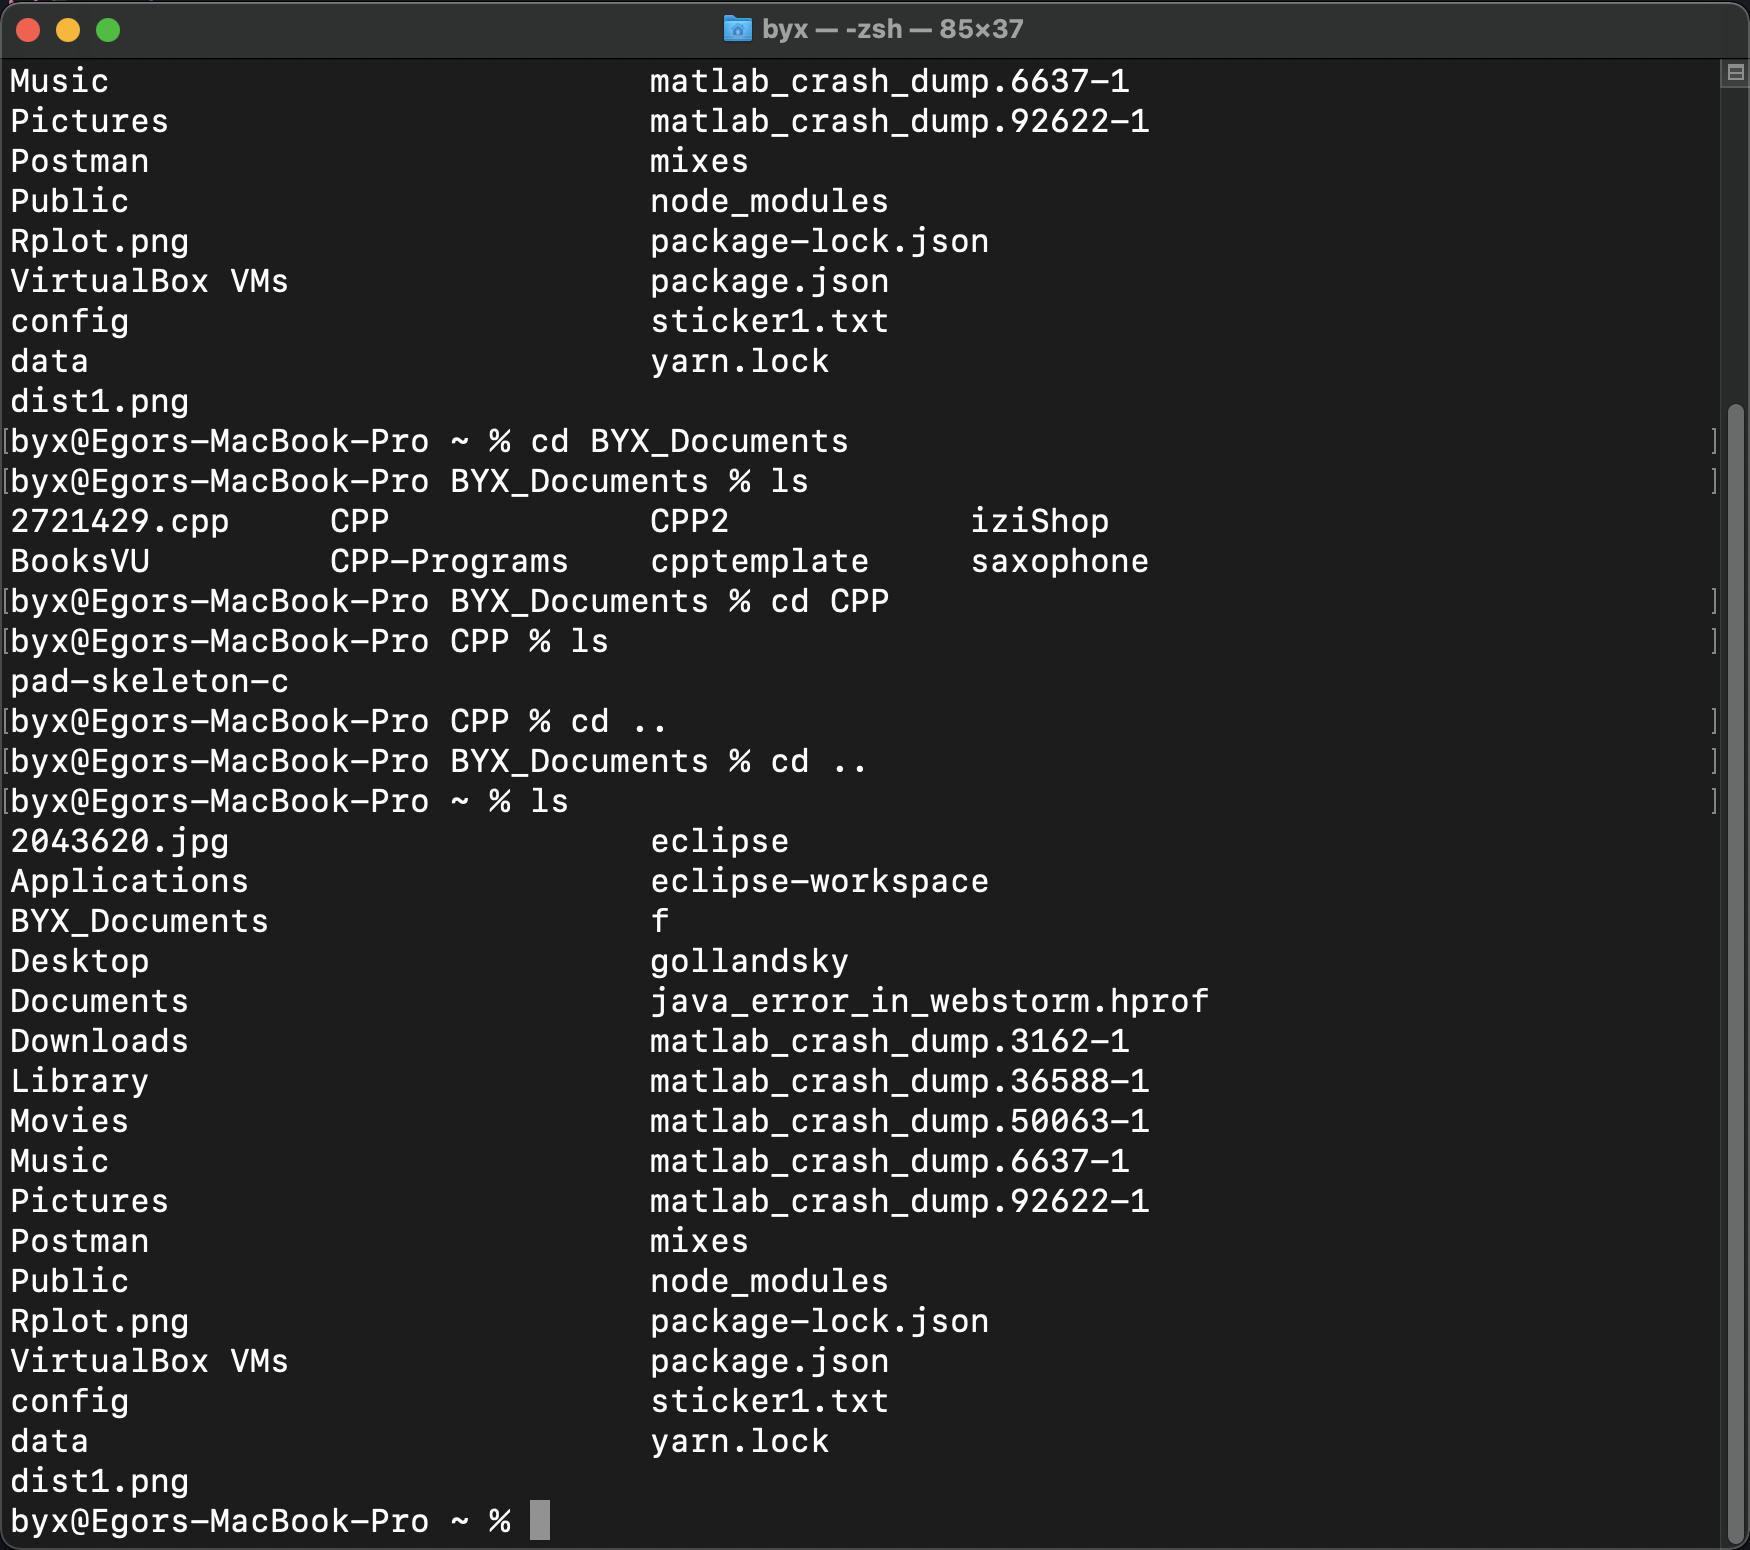 byx — -zsh — 85×37
Music matlab_crash_dump.6637-1
Pictures matlab_crash_dump.92622-1
Postman mixes
Public node_modules
Rplot.png package-lock.json
VirtualBox VMs package.json
config sticker1.txt
data yarn.lock
dist1.png
[byx@Egors-MacBook-Pro ~ % cd BYX_Documents ]
[byx@Egors-MacBook-Pro BYX_Documents % ls ]
2721429.cpp CPP CPP2 iziShop
BooksVU CPP-Programs cpptemplate saxophone
[byx@Egors-MacBook-Pro BYX_Documents % cd CPP ]
[byx@Egors-MacBook-Pro CPP % ls ]
pad-skeleton-c
[byx@Egors-MacBook-Pro CPP % cd .. ]
[byx@Egors-MacBook-Pro BYX_Documents % cd .. ]
[byx@Egors-MacBook-Pro ~ % ls ]
2043620.jpg eclipse
Applications eclipse-workspace
BYX_Documents f
Desktop gollandsky
Documents java_error_in_webstorm.hprof
Downloads matlab_crash_dump.3162-1
Library matlab_crash_dump.36588-1
Movies matlab_crash_dump.50063-1
Music matlab_crash_dump.6637-1
Pictures matlab_crash_dump.92622-1
Postman mixes
Public node_modules
Rplot.png package-lock.json
VirtualBox VMs package.json
config sticker1.txt
data yarn.lock
dist1.png
byx@Egors-MacBook-Pro ~ %